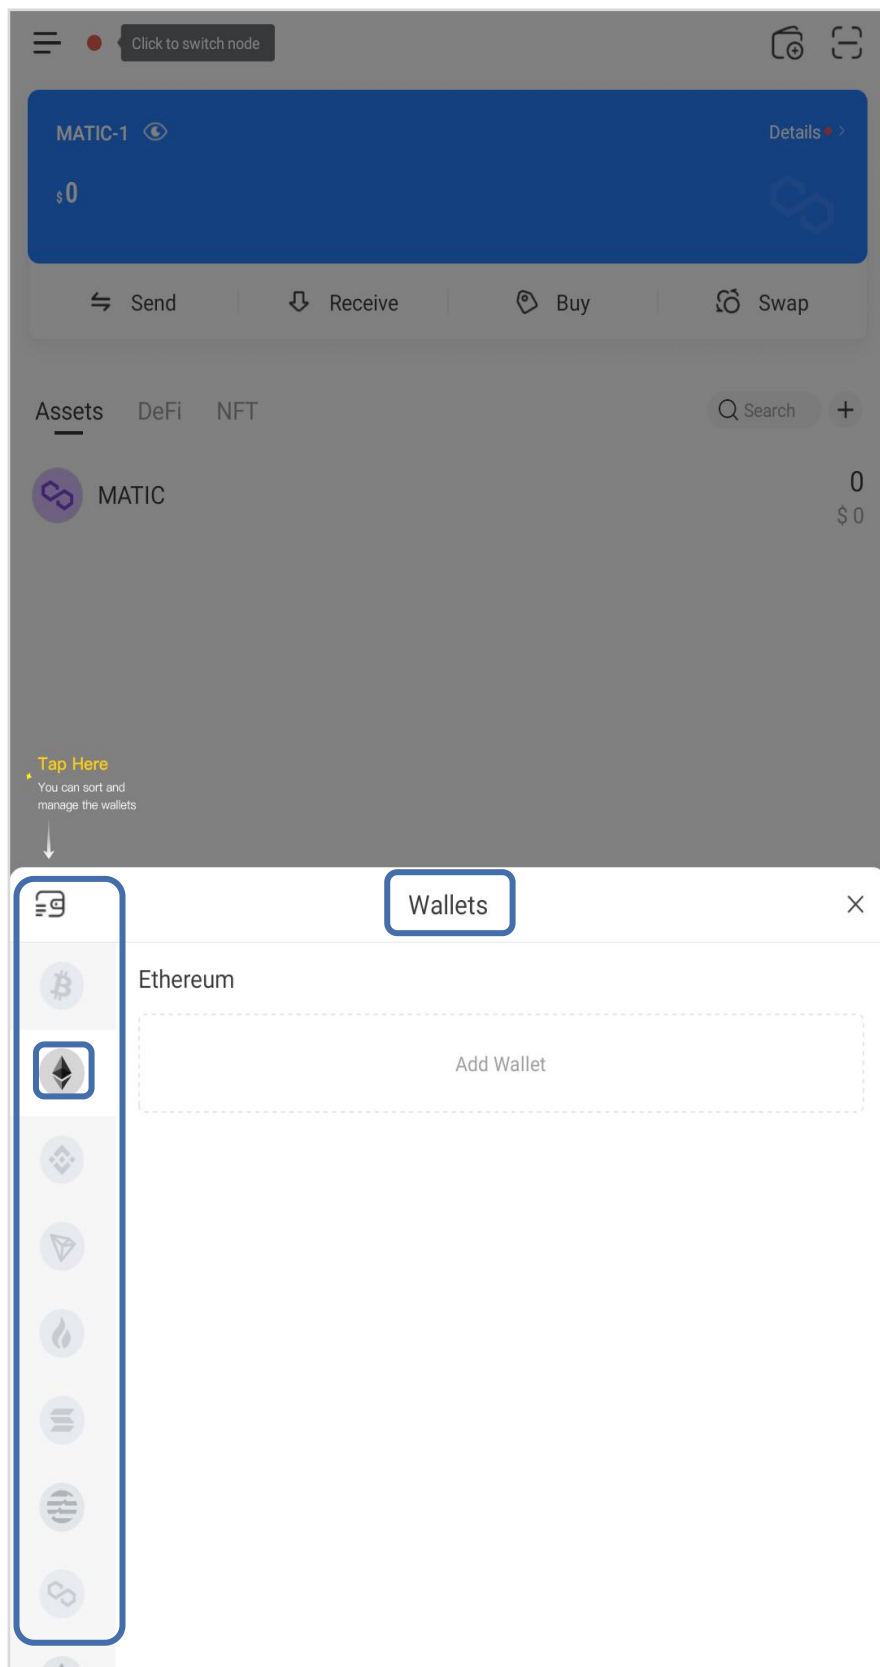 Click to switch node
MATIC-1
Details
$ 0
Send
Receive
Buy
Swap
Assets
DeFi
NFT
Search
MATIC
0
$ 0
Tap Here
You can sort and
manage the wallets
Wallets
Ethereum
Add Wallet